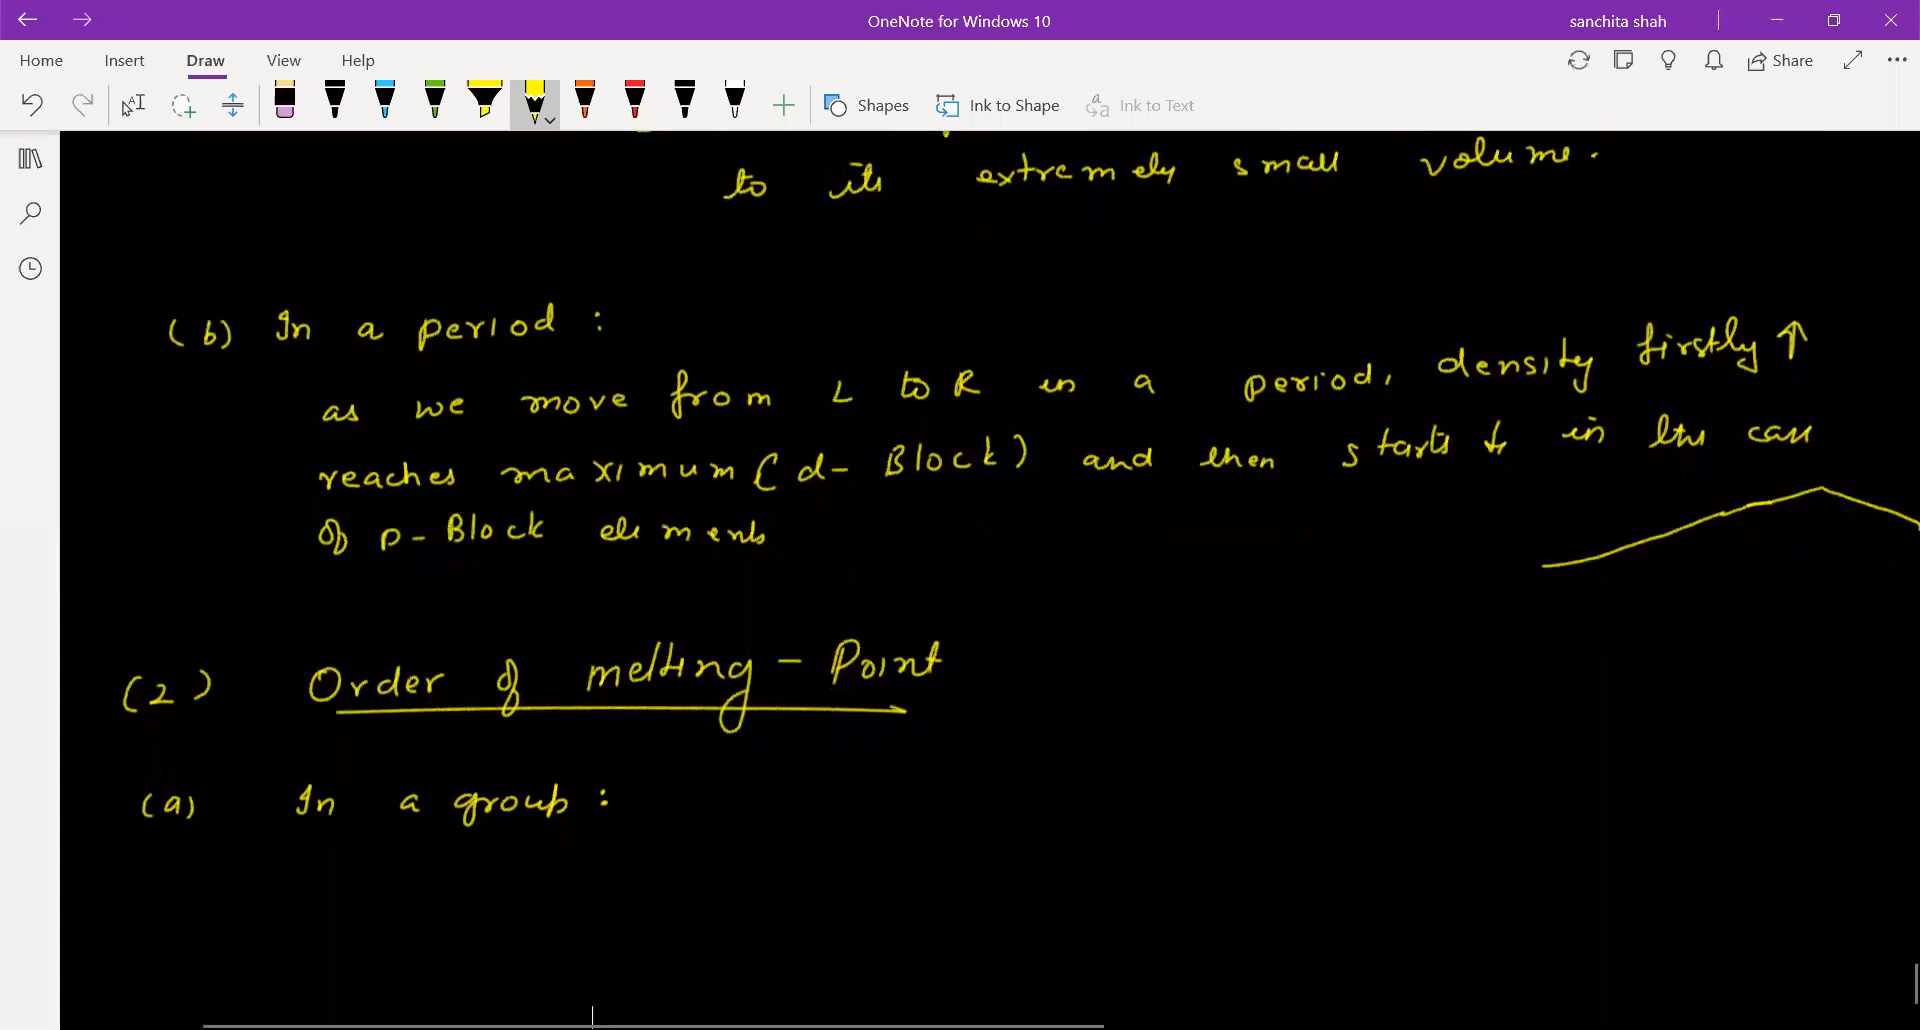 OneNote for Windows 10
sanchita shah
Home Insert Draw View Help
Share
Shapes Ink to Shape Ink to Text
to its extremely small volume.
(b) In a period :
as we move from L to R in a period, density firstly ↑
reaches maximum (d-Block) and then starts ↓ in the case
of p-Block elements
(2) Order of melting-Point
(a) In a group :